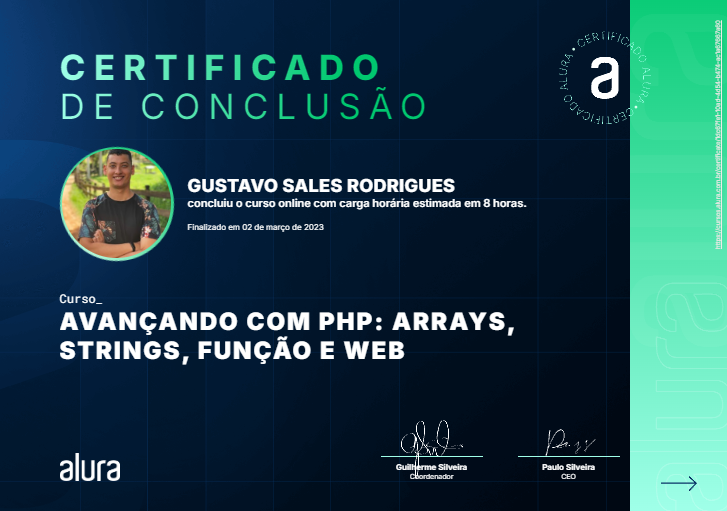 CERTIFICADO
DE CONCLUSÃO
CERTIFICADO ALURA • CERTIFICADO ALURA •
a
GUSTAVO SALES RODRIGUES
concluiu o curso online com carga horária estimada em 8 horas.
Finalizado em 02 de março de 2023
Curso_
AVANÇANDO COM PHP: ARRAYS,
STRINGS, FUNÇÃO E WEB
alura
Guilherme Silveira
Coordenador
Paulo Silveira
CEO
alura